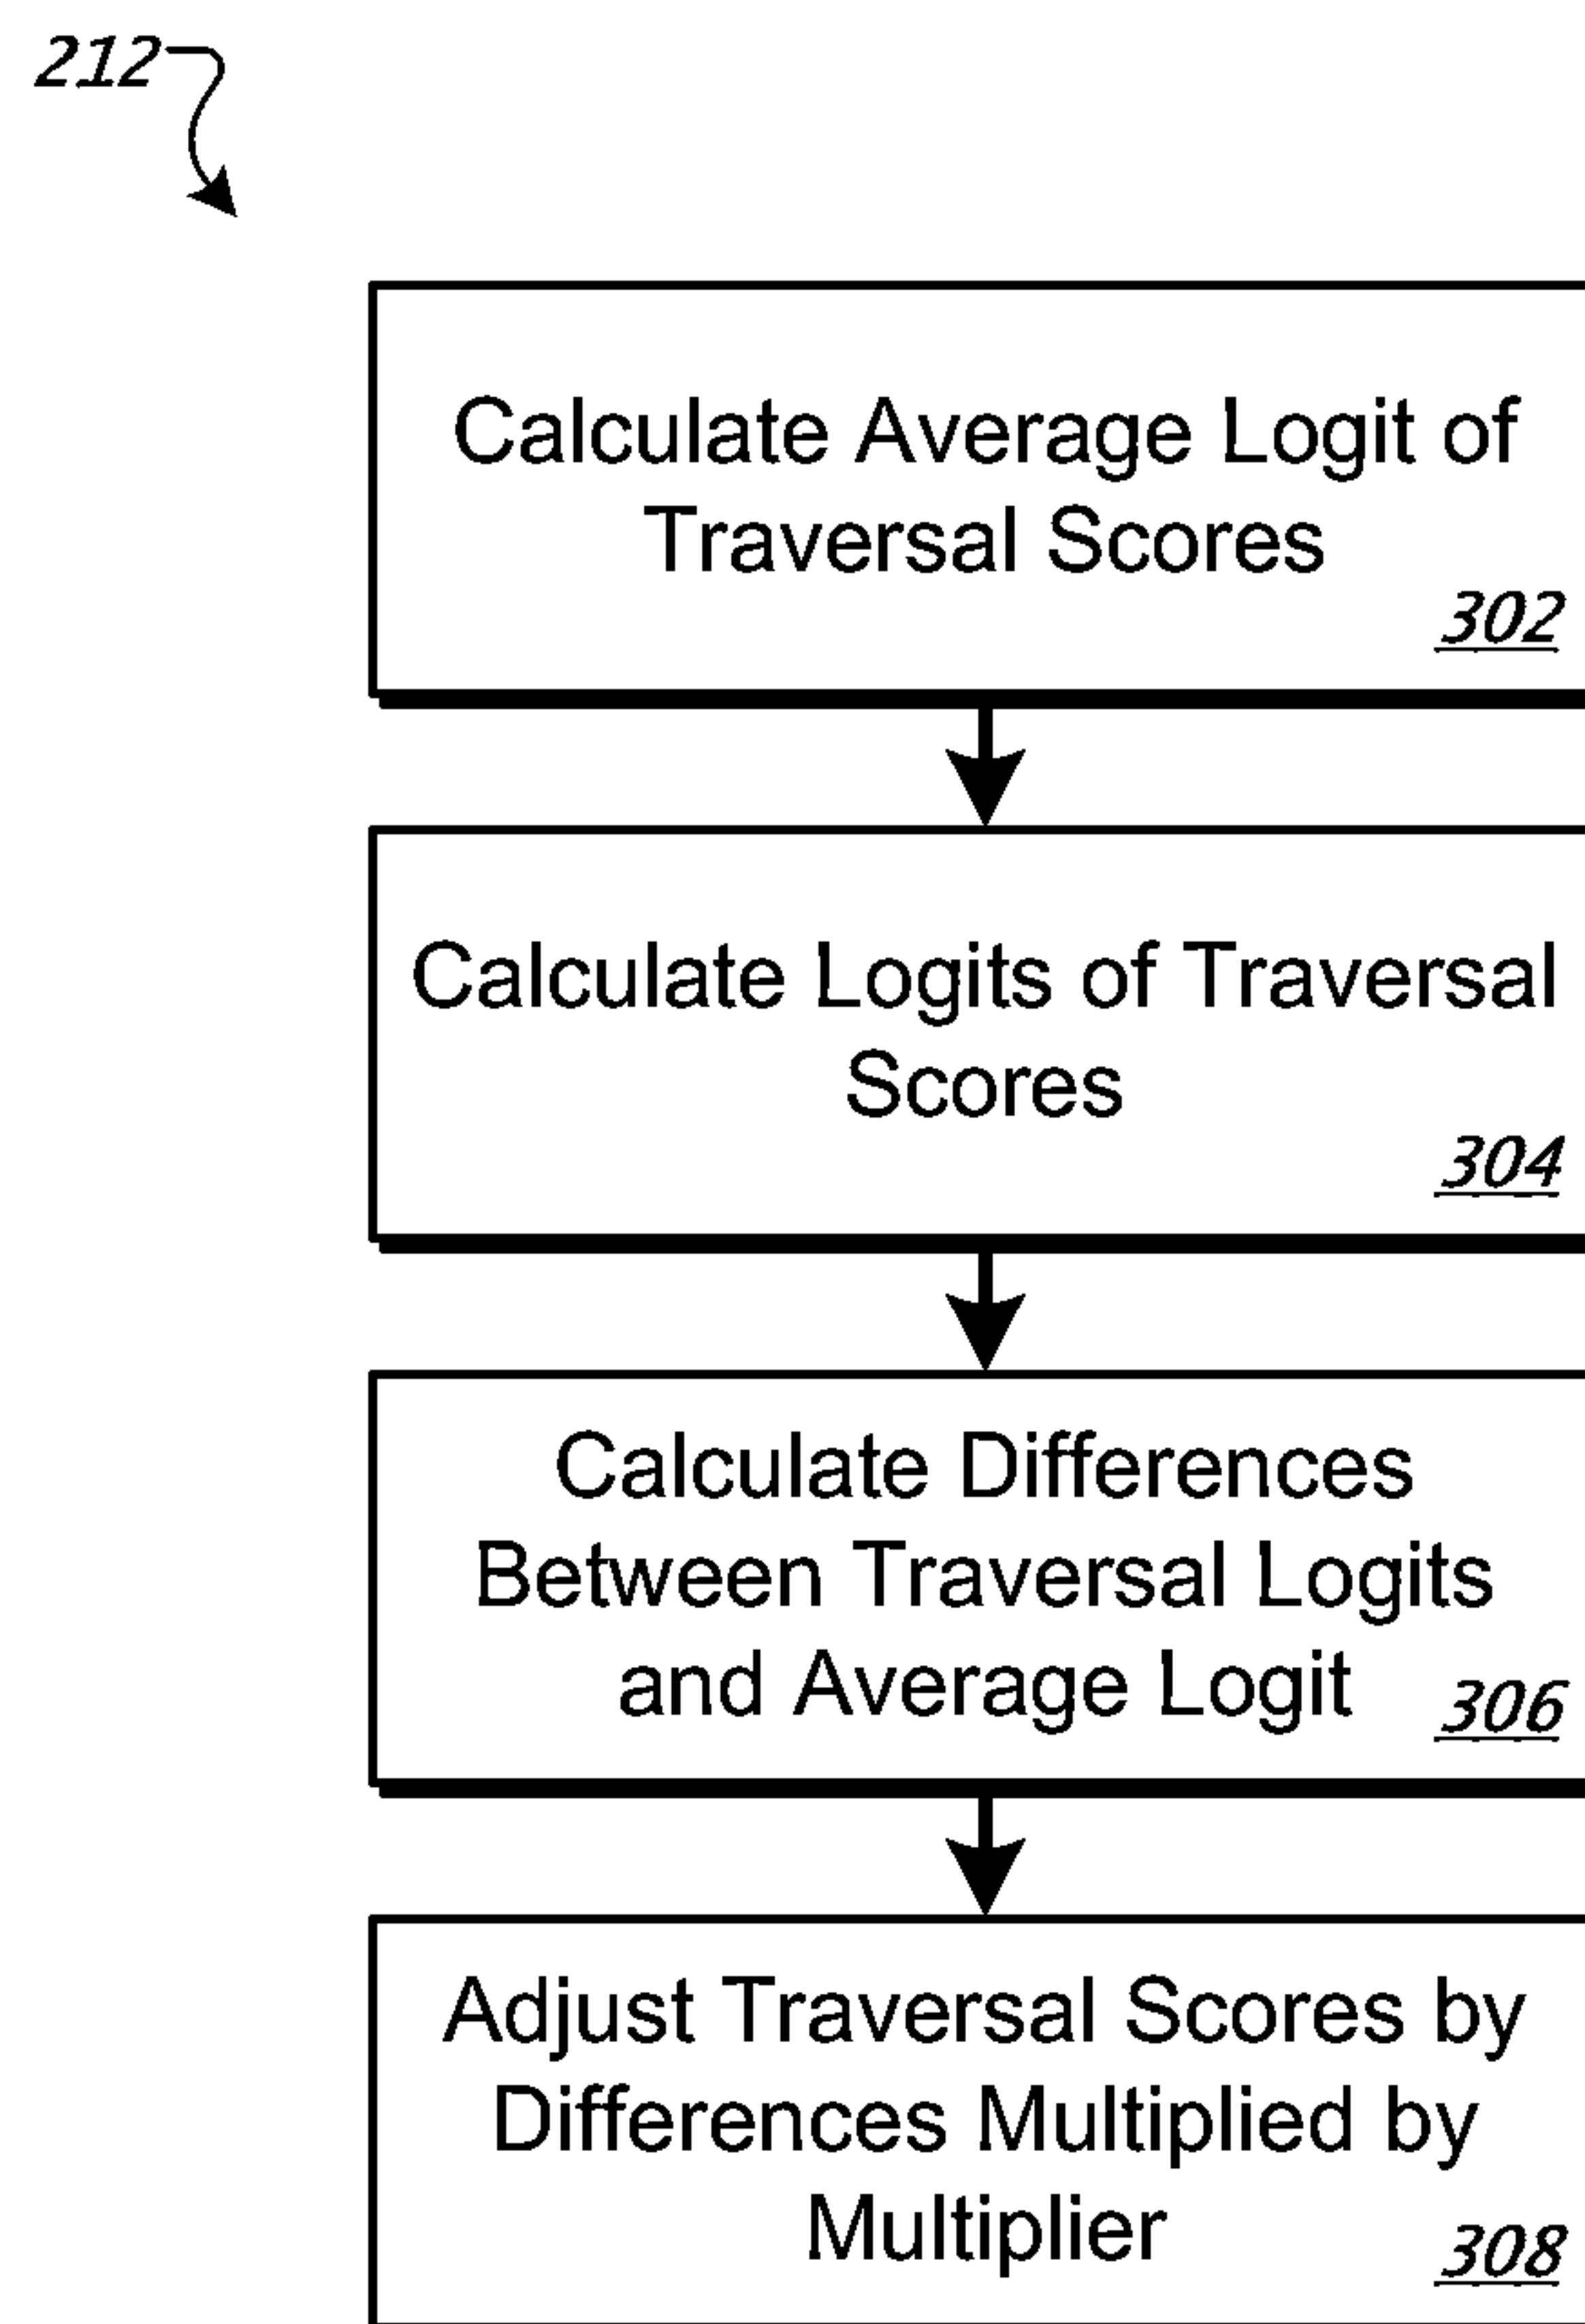 212
Calculate Average Logit of
Traversal Scores
302
Calculate Logits of Traversal
Scores
304
Calculate Differences
Between Traversal Logits
and Average Logit 306
Adjust Traversal Scores by
Differences Multiplied by
Multiplier 308